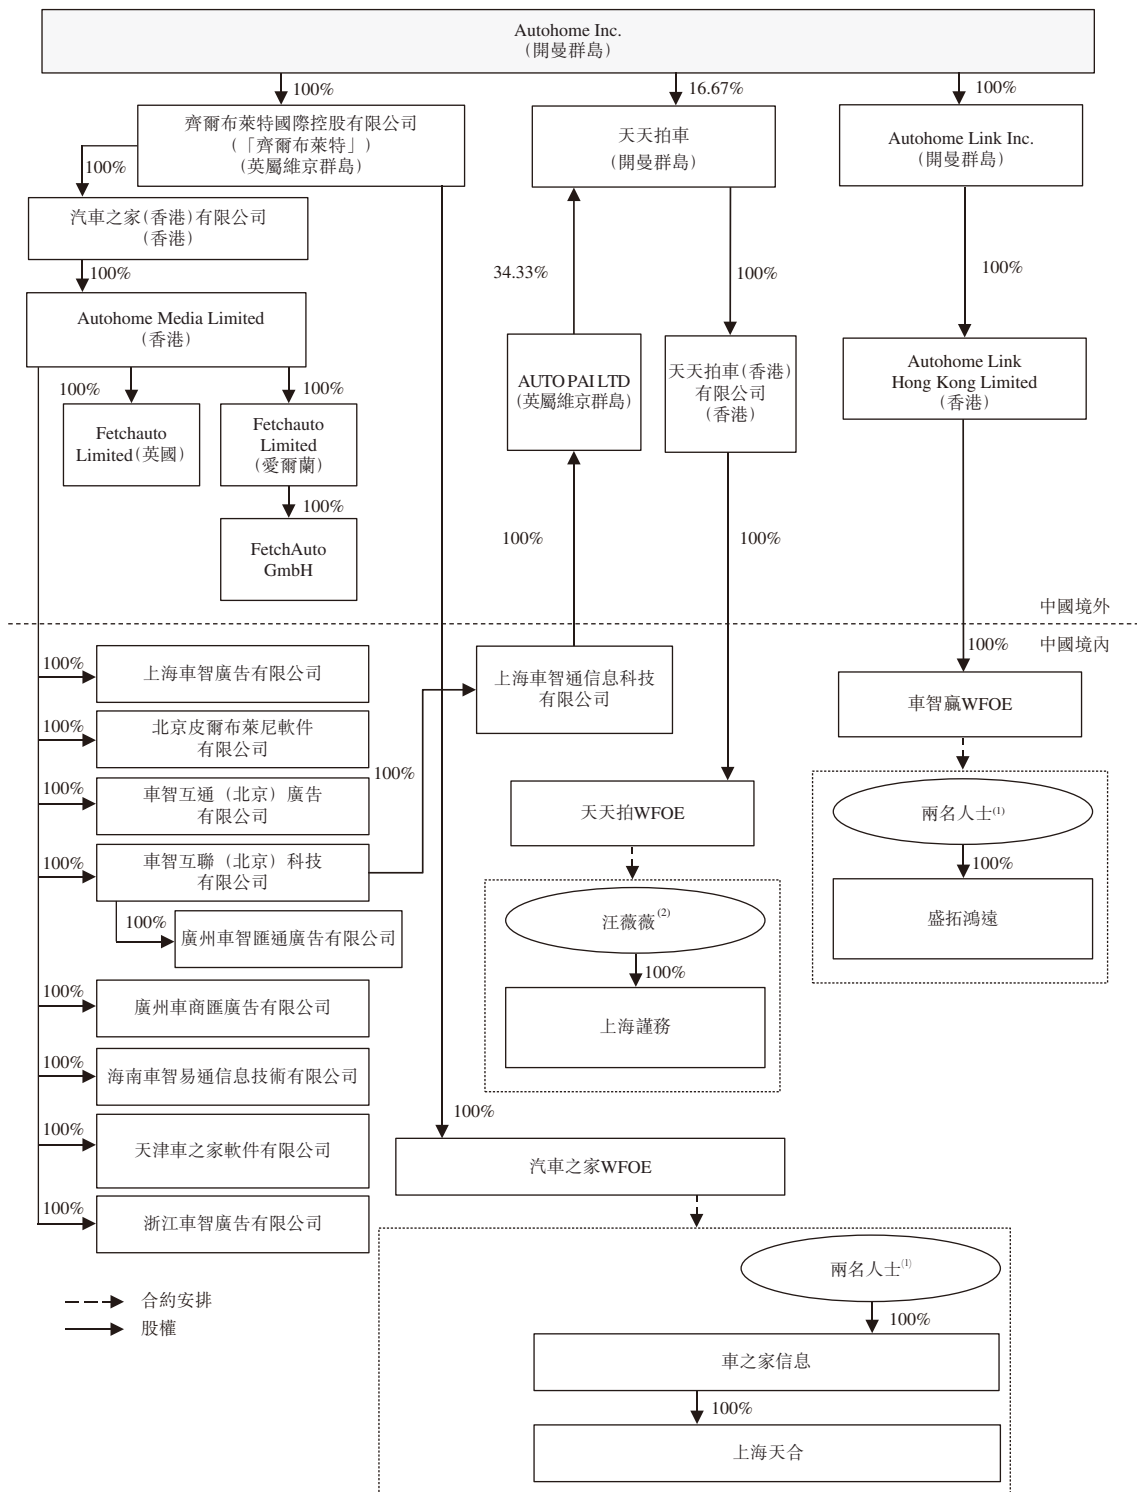 Autohome Inc.
(開曼群島)
100%
16.67%
100%
齊爾布萊特國際控股有限公司
(「齊爾布萊特」)
(英屬維京群島)
天天拍車
(開曼群島)
Autohome Link Inc.
(開曼群島)
100%
汽車之家(香港)有限公司
(香港)
100%
34.33%
100%
100%
Autohome Media Limited
(香港)
AUTO PAI LTD
(英屬維京群島)
天天拍車(香港)
有限公司
(香港)
Autohome Link
Hong Kong Limited
(香港)
100%
100%
100%
Fetchauto
Limited(英國)
Fetchauto
Limited
(愛爾蘭)
100%
FetchAuto
GmbH
100%
100%
中國境外
中國境內
100%
100%
上海車智廣告有限公司
上海車智通信息科技
有限公司
車智贏WFOE
100%
北京皮爾布萊尼軟件
有限公司
100%
100%
車智互通（北京）廣告
有限公司
天天拍WFOE
兩名人士(1)
100%
100%
車智互聯（北京）科技
有限公司
盛拓鴻遠
100%
廣州車智匯通廣告有限公司
汪薇薇(2)
100%
上海謹務
100%
廣州車商匯廣告有限公司
100%
海南車智易通信息技術有限公司
100%
100%
天津車之家軟件有限公司
汽車之家WFOE
100%
浙江車智廣告有限公司
兩名人士(1)
100%
合約安排
股權
車之家信息
100%
上海天合